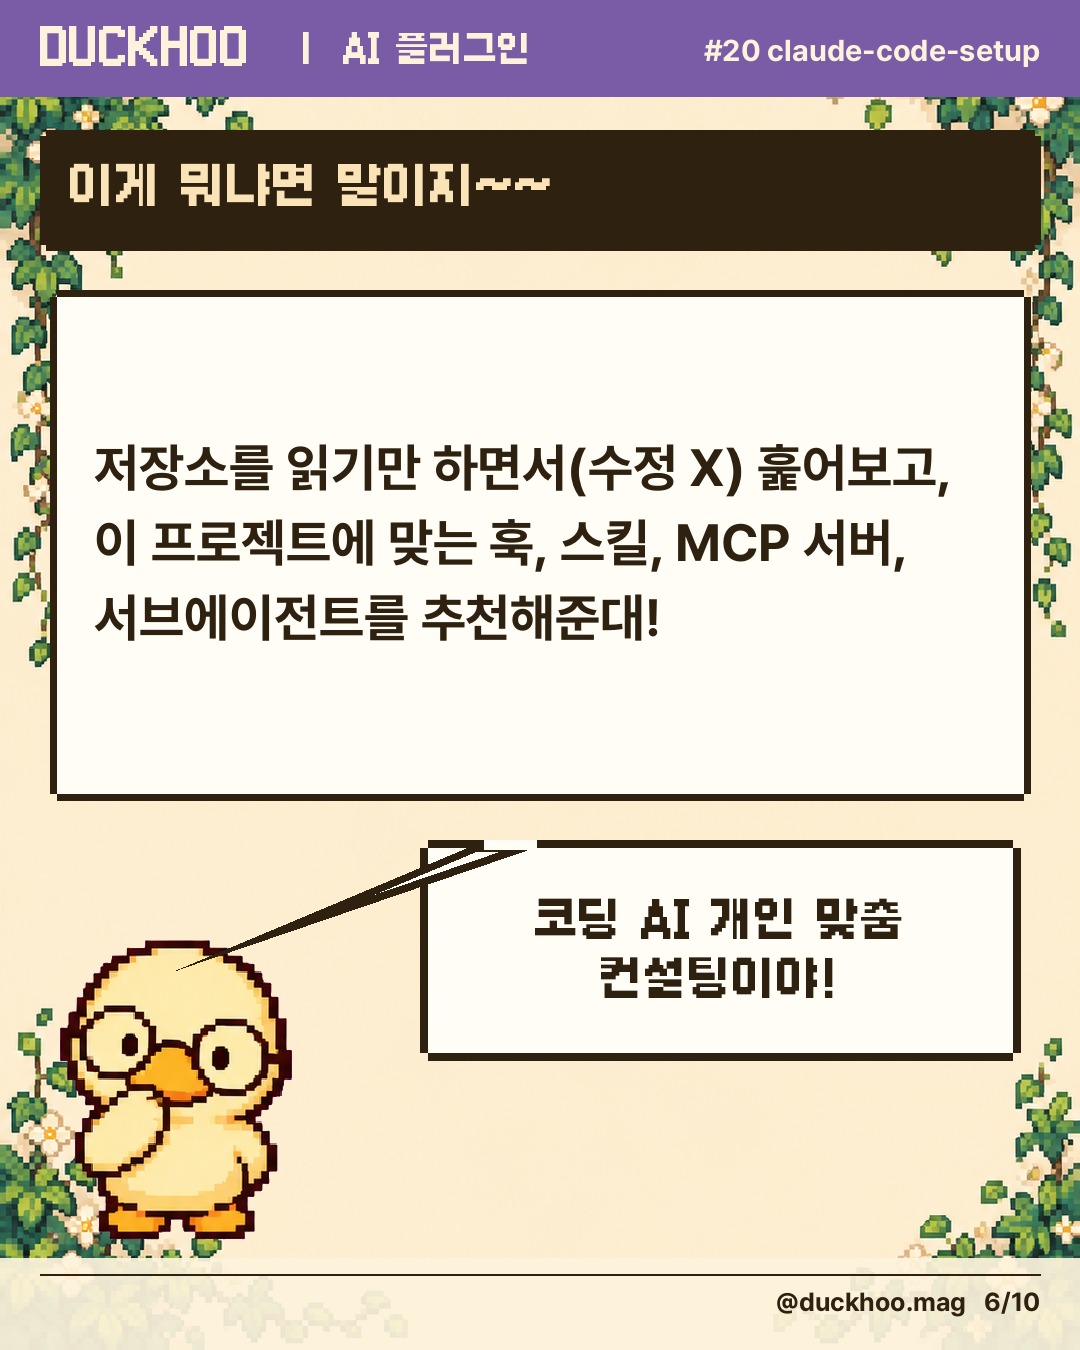 DUCKHOO | AI 플러그인 #20 claude-code-setup
이게 뭐냐면 말이지~~
저장소를 읽기만 하면서(수정 X) 훑어보고,
이 프로젝트에 맞는 훅, 스킬, MCP 서버,
서브에이전트를 추천해준대!
코딩 AI 개인 맞춤
컨설팅이야!
@duckhoo.mag 6/10